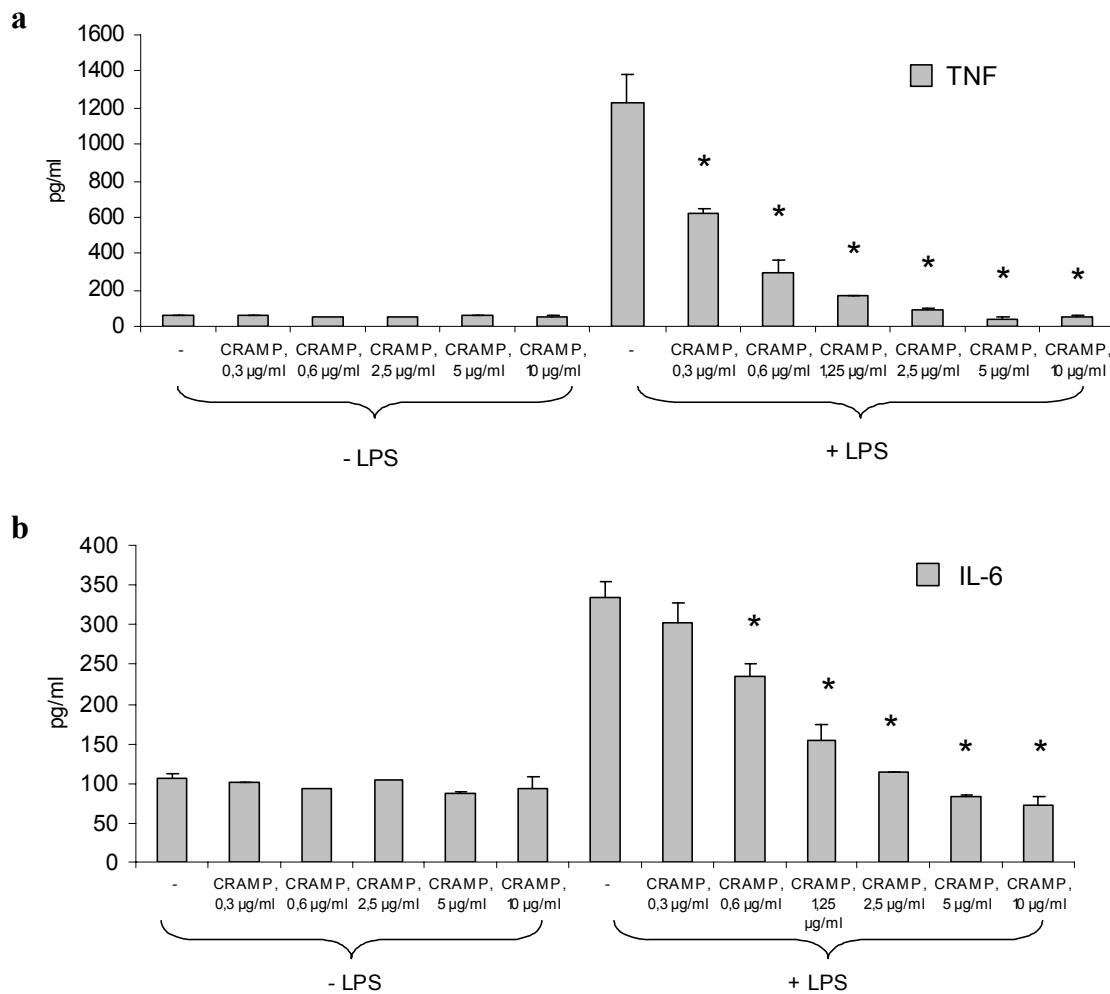 a
1600
1400
1200
1000
800
600
400
200
0
pg/ml
TNF
* * * * * *
- CRAMP, CRAMP, CRAMP, CRAMP, CRAMP, - CRAMP, CRAMP, CRAMP, CRAMP, CRAMP, CRAMP,
0,3 µg/ml 0,6 µg/ml 2,5 µg/ml 5 µg/ml 10 µg/ml 0,3 µg/ml 0,6 µg/ml 1,25 µg/ml 2,5 µg/ml 5 µg/ml 10 µg/ml
- LPS + LPS
b
400
350
300
250
200
150
100
50
0
pg/ml
IL-6
* * * * *
- CRAMP, CRAMP, CRAMP, CRAMP, CRAMP, - CRAMP, CRAMP, CRAMP, CRAMP, CRAMP, CRAMP,
0,3 µg/ml 0,6 µg/ml 2,5 µg/ml 5 µg/ml 10 µg/ml 0,3 µg/ml 0,6 µg/ml 1,25 2,5 µg/ml 5 µg/ml 10 µg/ml
µg/ml
- LPS + LPS